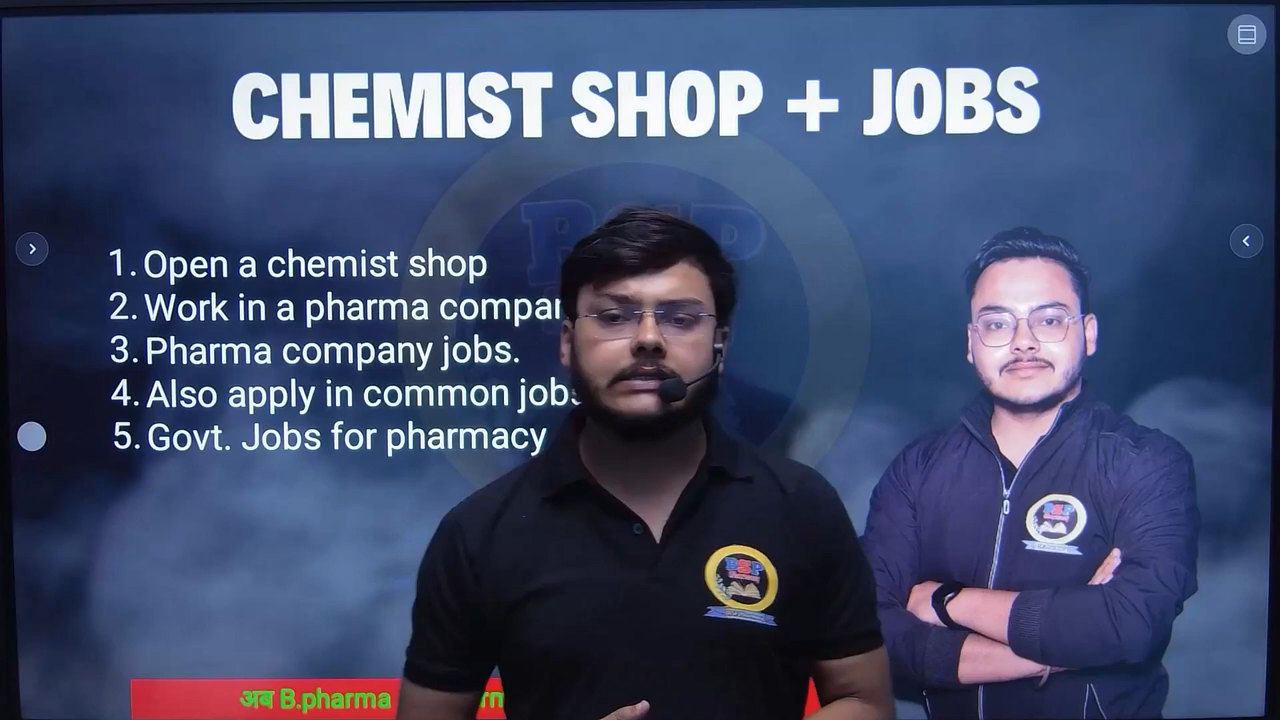 CHEMIST SHOP + JOBS
1. Open a chemist shop
2. Work in a pharma
3. Pharma company jobs.
4. Also apply in common jobs
5. Govt. Jobs for pharmacy
अब B.pharma